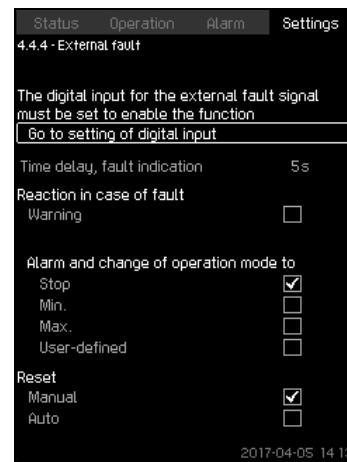 Status Operation Alarm Settings
4.4.4 - External fault
The digital input for the external fault signal
must be set to enable the function
Go to setting of digital input
Time delay, fault indication 5s
Reaction in case of fault
Warning
Alarm and change of operation mode to
Stop
Min.
Max.
User-defined
Reset
Manual
Auto
2017-04-05 14